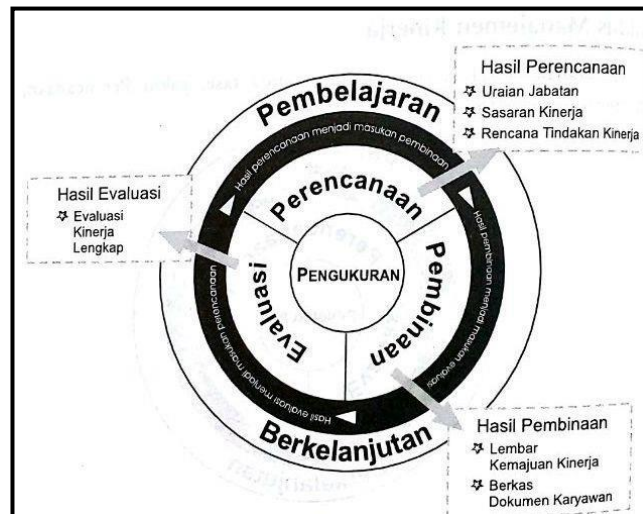 Manajemen Kinerja
Pembelajaran
Hasil Perencanaan
Uraian Jabatan
Sasaran Kinerja
Rencana Tindakan Kinerja
Hasil perencanaan menjadi masukan pembinaan
Perencanaan
Hasil Evaluasi
Evaluasi
Kinerja
Lengkap
PENGUKURAN
Evaluasi
Pembinaan
Hasil pembinaan menjadi masukan evaluasi
Hasil evaluasi menjadi masukan perencanaan
Berkelanjutan
Hasil Pembinaan
Lembar
Kemajuan Kinerja
Berkas
Dokumen Karyawan